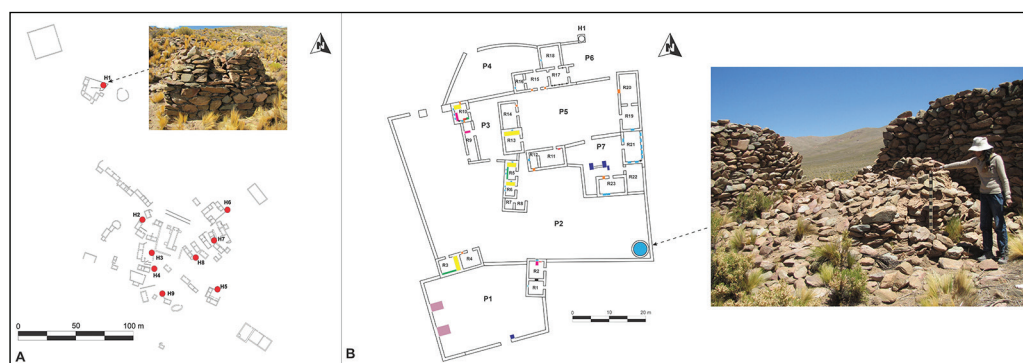 H1
H2
H6
H7
H3
H8
H4
H5
H9
0
50
100 m
A
H1
P4
R18
P6
R16
R15
R17
R20
R10
R14
P5
P3
R19
R9
R13
P7
R12
R11
R21
R5
R22
R6
R23
R7
R8
P2
R3
R4
R2
R1
P1
0
10
20 m
B